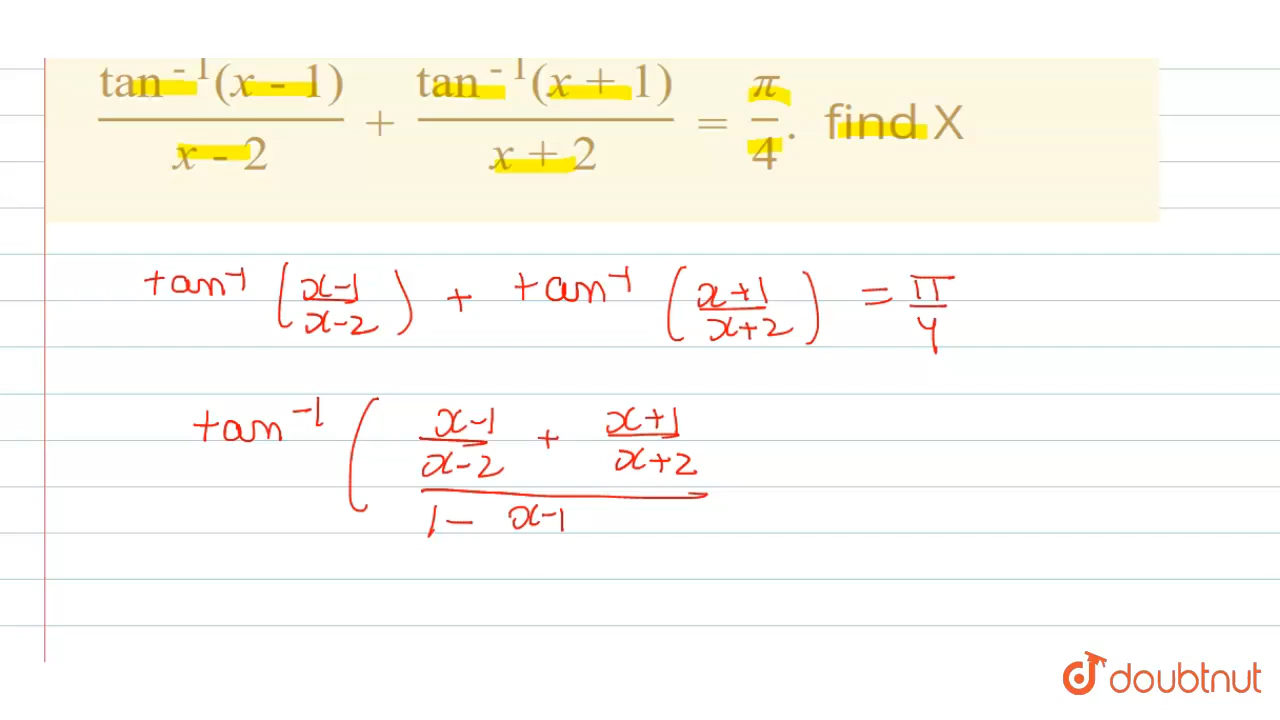 tan⁻¹(x - 1)/x - 2 + tan⁻¹(x + 1)/x + 2 = π/4. find X
tan⁻¹ (x-1/x-2) + tan⁻¹ (x+1/x+2) = π/4
tan⁻¹ ( x-1/x-2 + x+1/x+2
1 - x-1
doubtnut